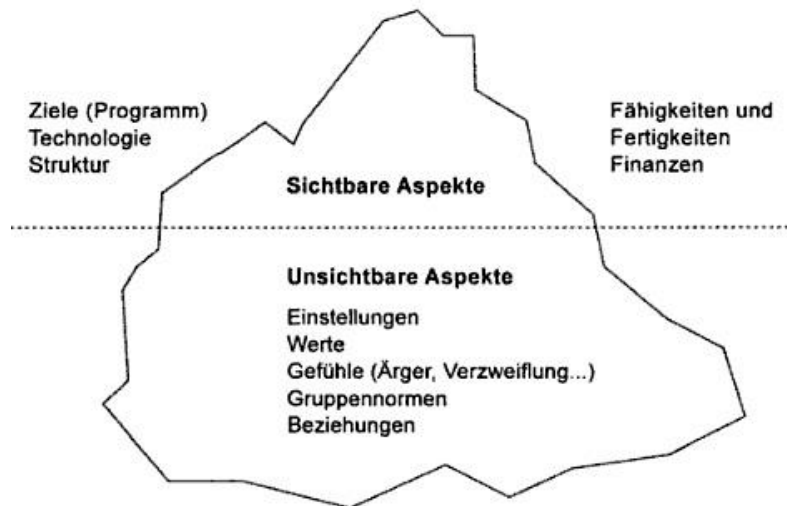 Ziele (Programm)
Technologie
Struktur
Fähigkeiten und
Fertigkeiten
Finanzen
Sichtbare Aspekte
Unsichtbare Aspekte
Einstellungen
Werte
Gefühle (Ärger, Verzweiflung...)
Gruppennormen
Beziehungen